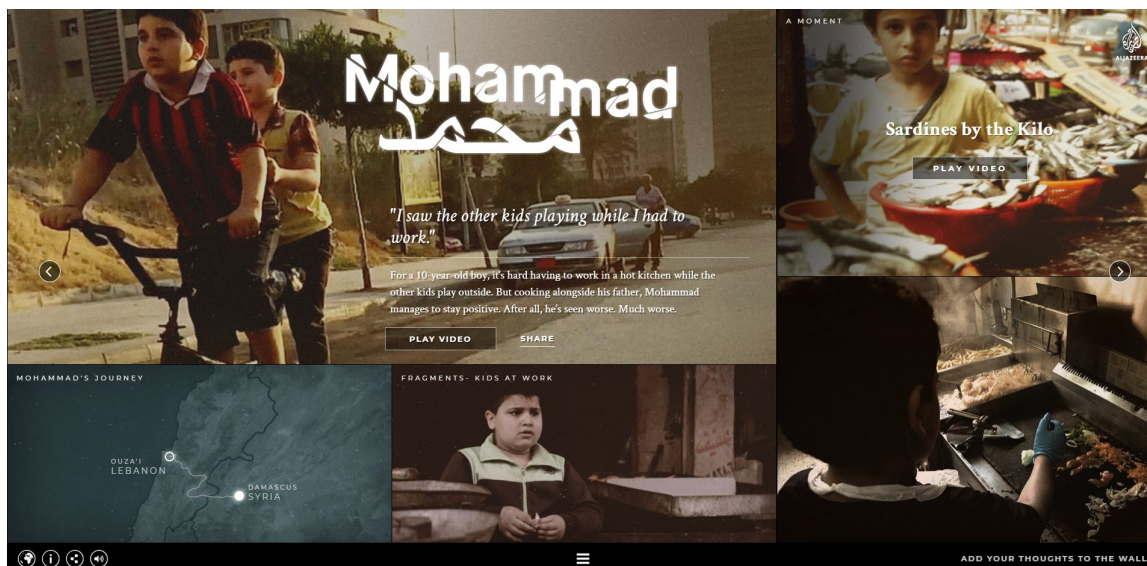 Mohammad
محمد
"I saw the other kids playing while I had to
work."
For a 10-year-old boy, it's hard having to work in a hot kitchen while the
other kids play outside. But cooking alongside his father, Mohammad
manages to stay positive. After all, he's seen worse. Much worse.
PLAY VIDEO
SHARE
A MOMENT
ALJAZEERA
Sardines by the Kilo
PLAY VIDEO
MOHAMMAD'S JOURNEY
OUZA'I
LEBANON
DAMASCUS
SYRIA
FRAGMENTS- KIDS AT WORK
ADD YOUR THOUGHTS TO THE WALL